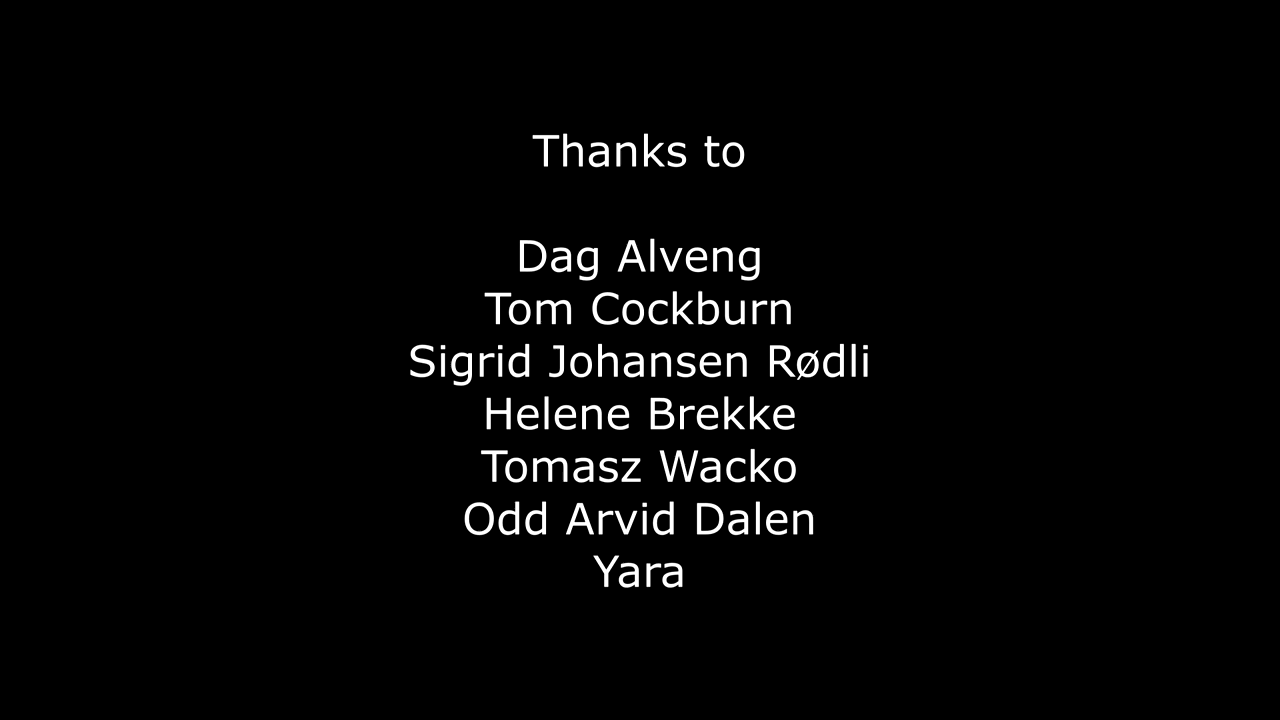 Thanks to
Dag Alveng
Tom Cockburn
Sigrid Johansen Rødli
Helene Brekke
Tomasz Wacko
Odd Arvid Dalen
Yara